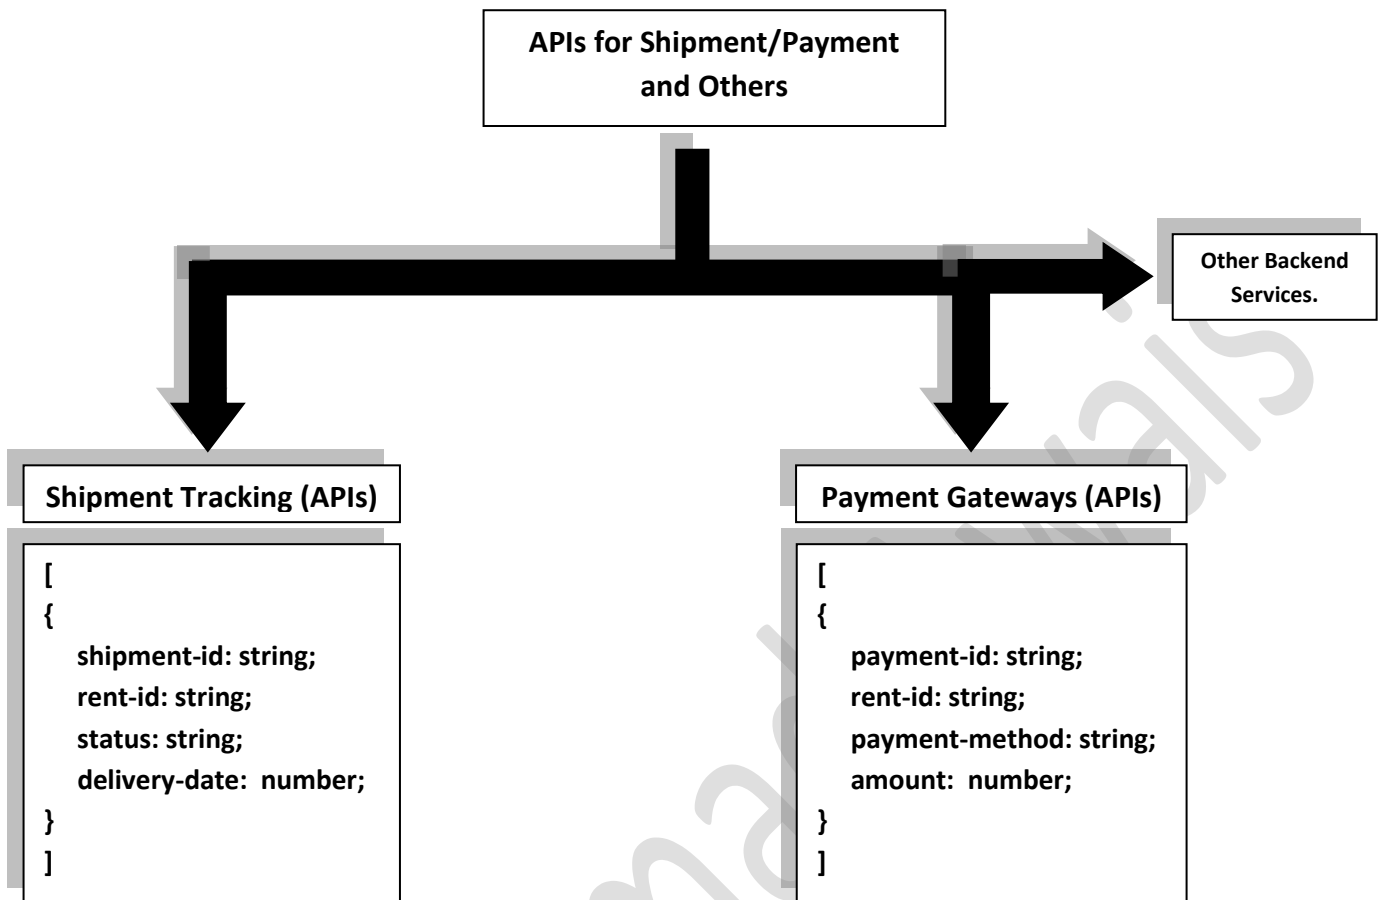 APIs for Shipment/Payment
and Others
Other Backend
Services.
Shipment Tracking (APIs)
[
{
shipment-id: string;
rent-id: string;
status: string;
delivery-date:  number;
}
]
Payment Gateways (APIs)
[
{
payment-id: string;
rent-id: string;
payment-method: string;
amount:  number;
}
]